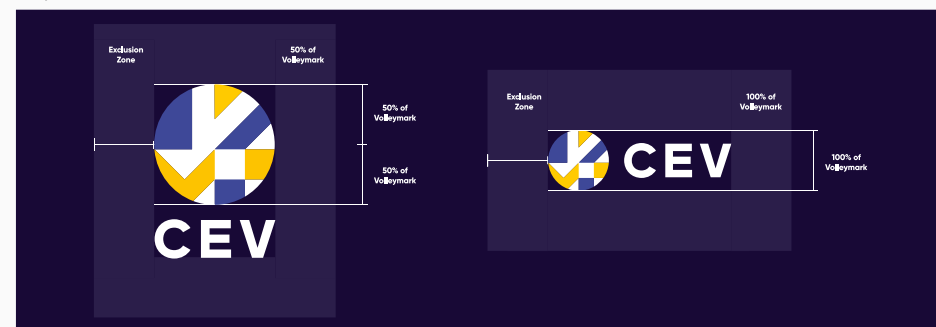 Exclusion
Zone
50% of
Volleymark
50% of
Volleymark
50% of
Volleymark
CEV
Exclusion
Zone
100% of
Volleymark
CEV
100% of
Volleymark